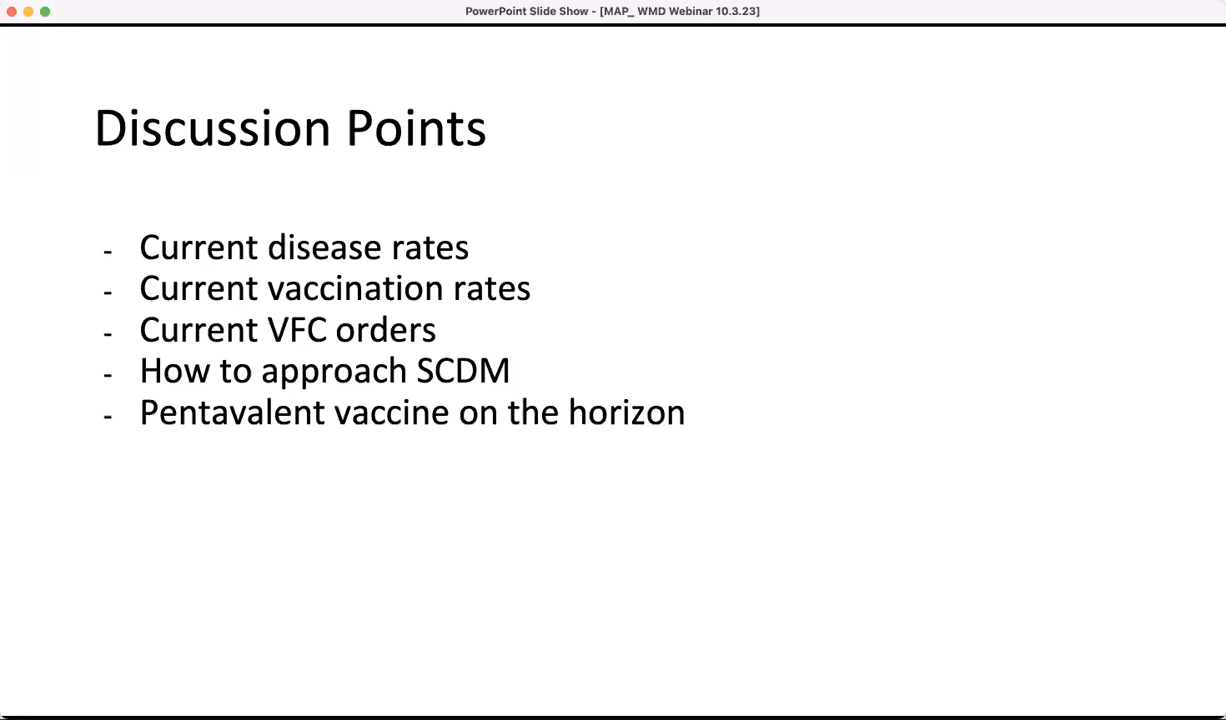 PowerPoint Slide Show - [MAP_ WMD Webinar 10.3.23]
Discussion Points
- Current disease rates
- Current vaccination rates
- Current VFC orders
- How to approach SCDM
- Pentavalent vaccine on the horizon